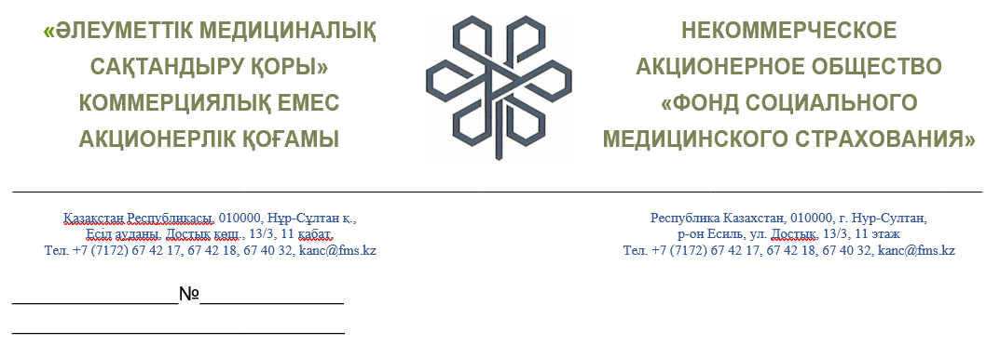 «ӘЛЕУМЕТТІК МЕДИЦИНАЛЫҚ
САҚТАНДЫРУ ҚОРЫ»
КОММЕРЦИЯЛЫҚ ЕМЕС
АКЦИОНЕРЛІК ҚОҒАМЫ
НЕКОММЕРЧЕСКОЕ
АКЦИОНЕРНОЕ ОБЩЕСТВО
«ФОНД СОЦИАЛЬНОГО
МЕДИЦИНСКОГО СТРАХОВАНИЯ»
Қазақстан Республикасы, 010000, Нұр-Сұлтан қ.,
Есіл ауданы, Достық көш., 13/3, 11 қабат,
Тел. +7 (7172) 67 42 17, 67 42 18, 67 40 32, kanc@fms.kz
Республика Казахстан, 010000, г. Нур-Султан,
р-он Есиль, ул. Достық, 13/3, 11 этаж
Тел. +7 (7172) 67 42 17, 67 42 18, 67 40 32, kanc@fms.kz
№